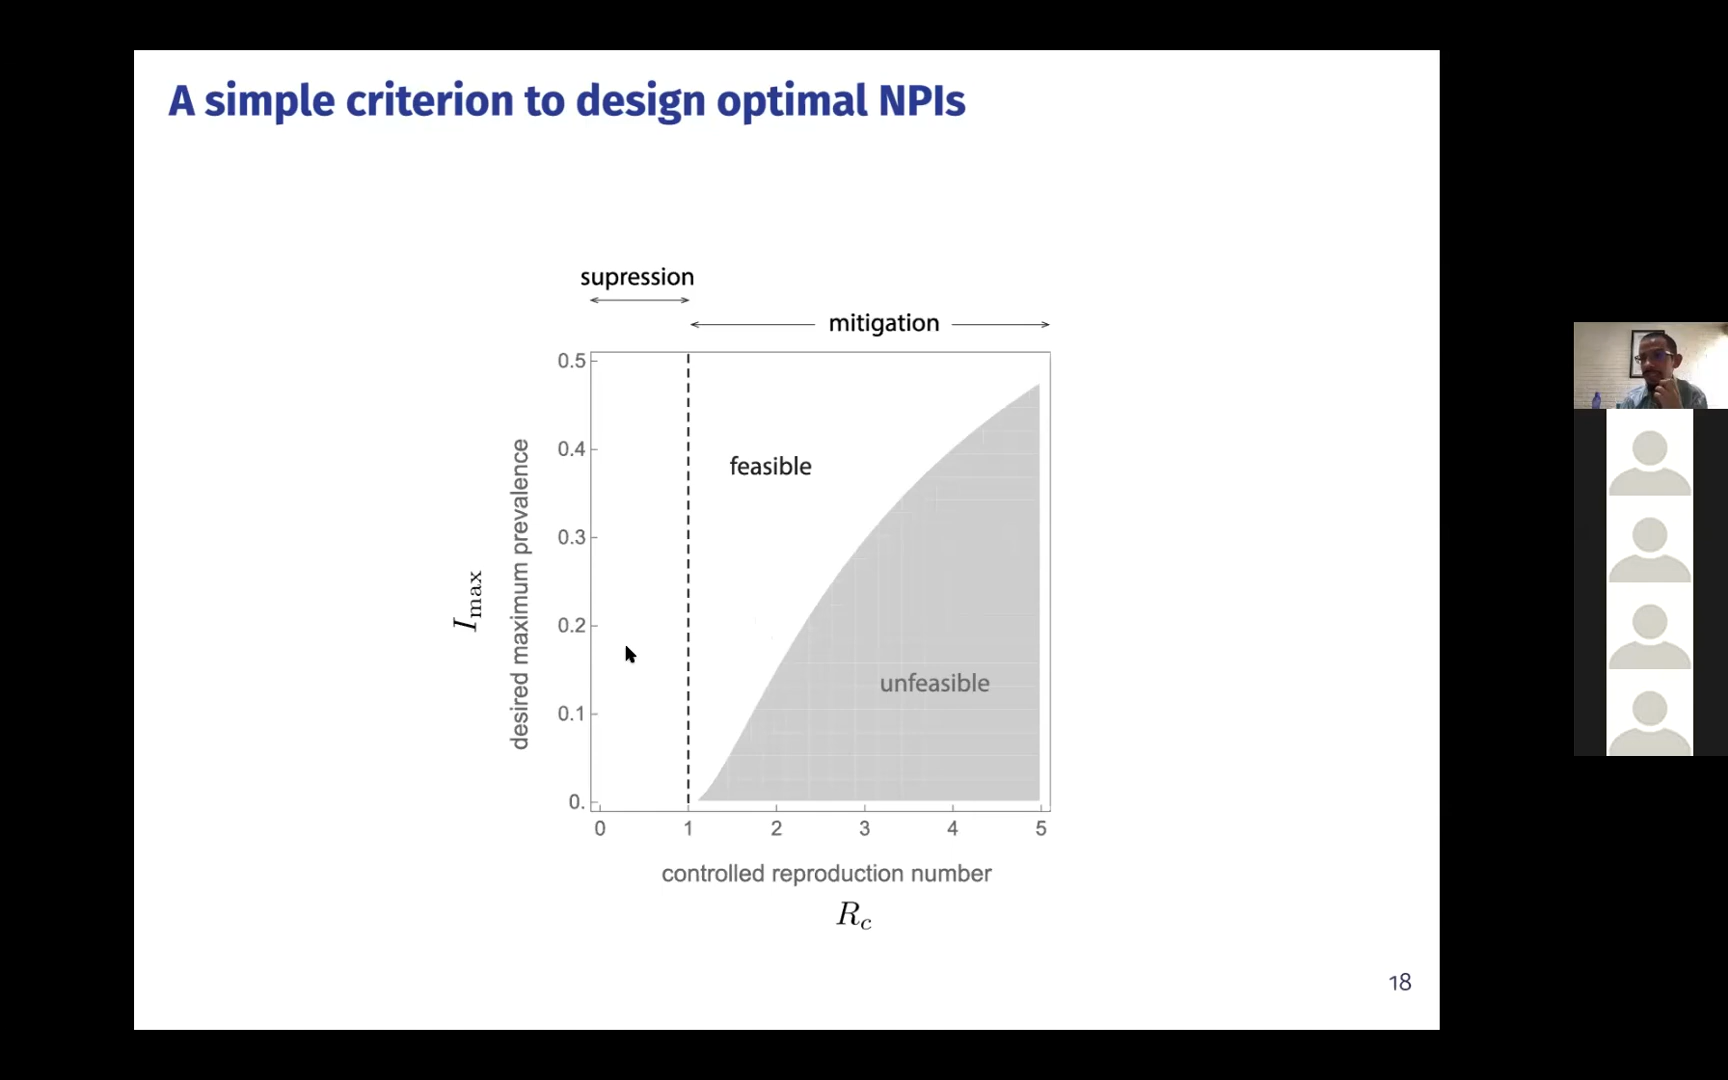 A simple criterion to design optimal NPIs
supression
mitigation
0.5
0.4
0.3
0.2
0.1
0.
feasible
unfeasible
I_max
desired maximum prevalence
0 1 2 3 4 5
controlled reproduction number
R_c
18